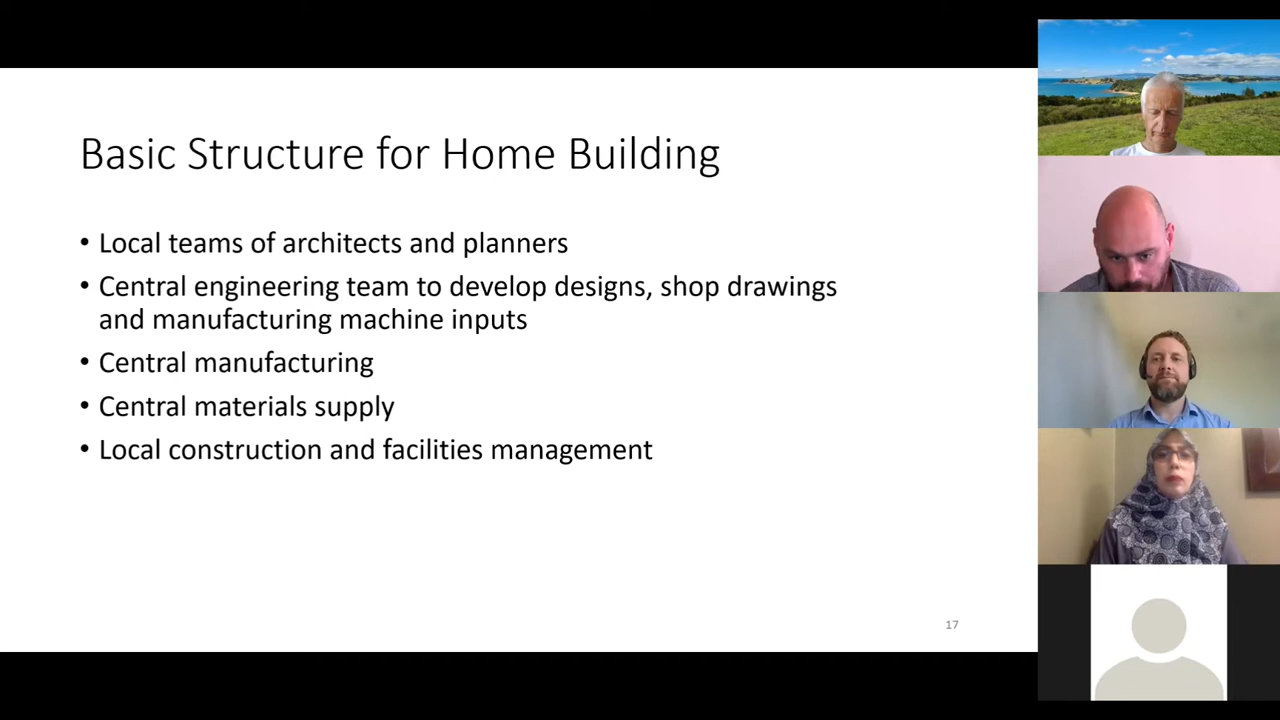 Basic Structure for Home Building
• Local teams of architects and planners
• Central engineering team to develop designs, shop drawings
and manufacturing machine inputs
• Central manufacturing
• Central materials supply
• Local construction and facilities management
17